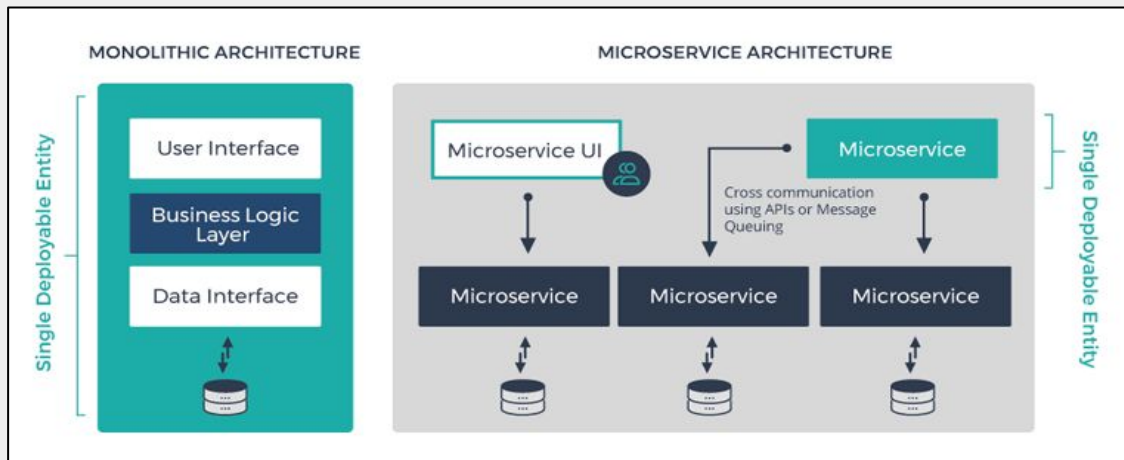 MONOLITHIC ARCHITECTURE
Single Deployable Entity
User Interface
Business Logic
Layer
Data Interface
MICROSERVICE ARCHITECTURE
Microservice UI
Microservice
Cross communication
using APIs or Message
Queuing
Microservice
Microservice
Microservice
Single Deployable Entity